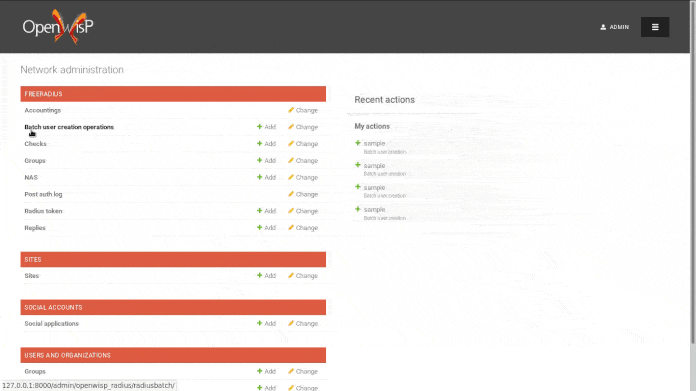 OpenWISP
ADMIN
Network administration
FREERADIUS
Accountings Change
Batch user creation operations Add Change
Checks Add Change
Groups Add Change
NAS Add Change
Post auth log Change
Radius token Add Change
Replies Add Change
SITES
Sites Add Change
SOCIAL ACCOUNTS
Social applications Add Change
USERS AND ORGANIZATIONS
Groups Add Change
Add Change
Recent actions
My actions
sample
Batch user creation
sample
Batch user creation
sample
Batch user creation
sample
Batch user creation
127.0.0.1:8000/admin/openwisp_radius/radiusbatch/